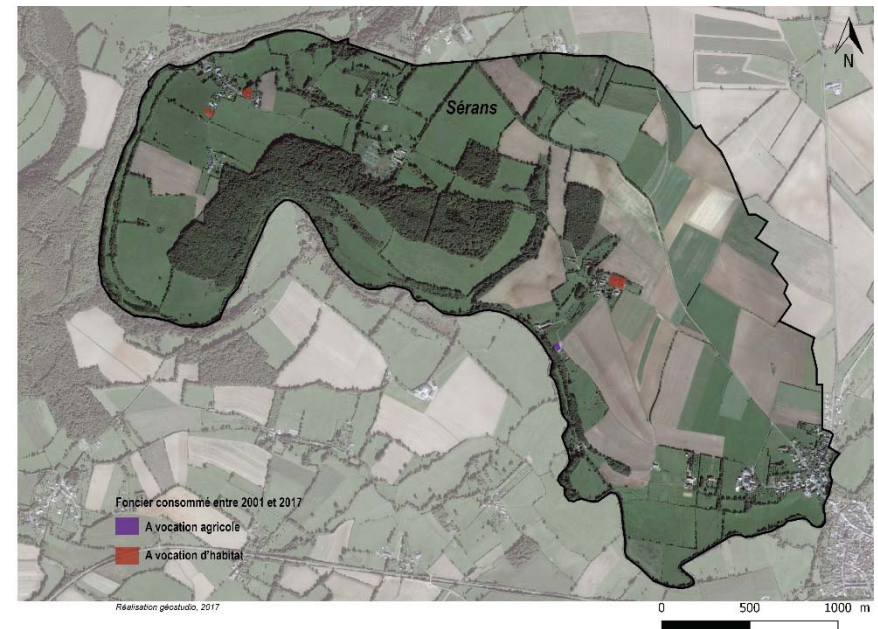 N
Sérans
Foncier consommé entre 2001 et 2017
A vocation agricole
A vocation d'habitat
Réalisation géostudio, 2017
0 500 1000 m